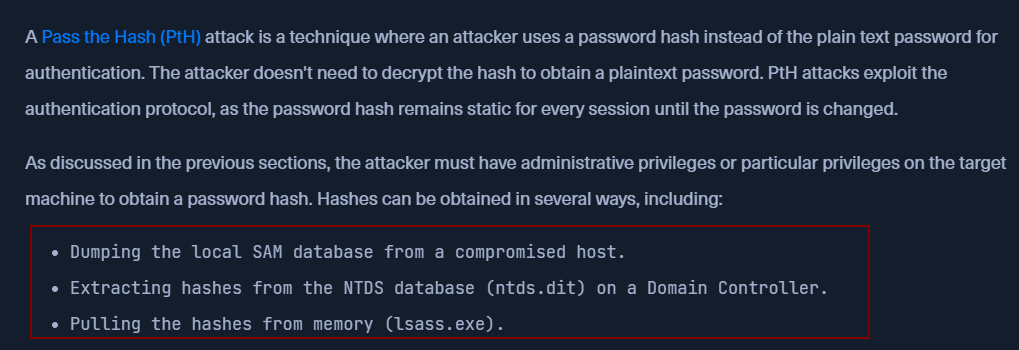 A Pass the Hash (PtH) attack is a technique where an attacker uses a password hash instead of the plain text password for
authentication. The attacker doesn't need to decrypt the hash to obtain a plaintext password. PtH attacks exploit the
authentication protocol, as the password hash remains static for every session until the password is changed.
As discussed in the previous sections, the attacker must have administrative privileges or particular privileges on the target
machine to obtain a password hash. Hashes can be obtained in several ways, including:
• Dumping the local SAM database from a compromised host.
• Extracting hashes from the NTDS database (ntds.dit) on a Domain Controller.
• Pulling the hashes from memory (lsass.exe).